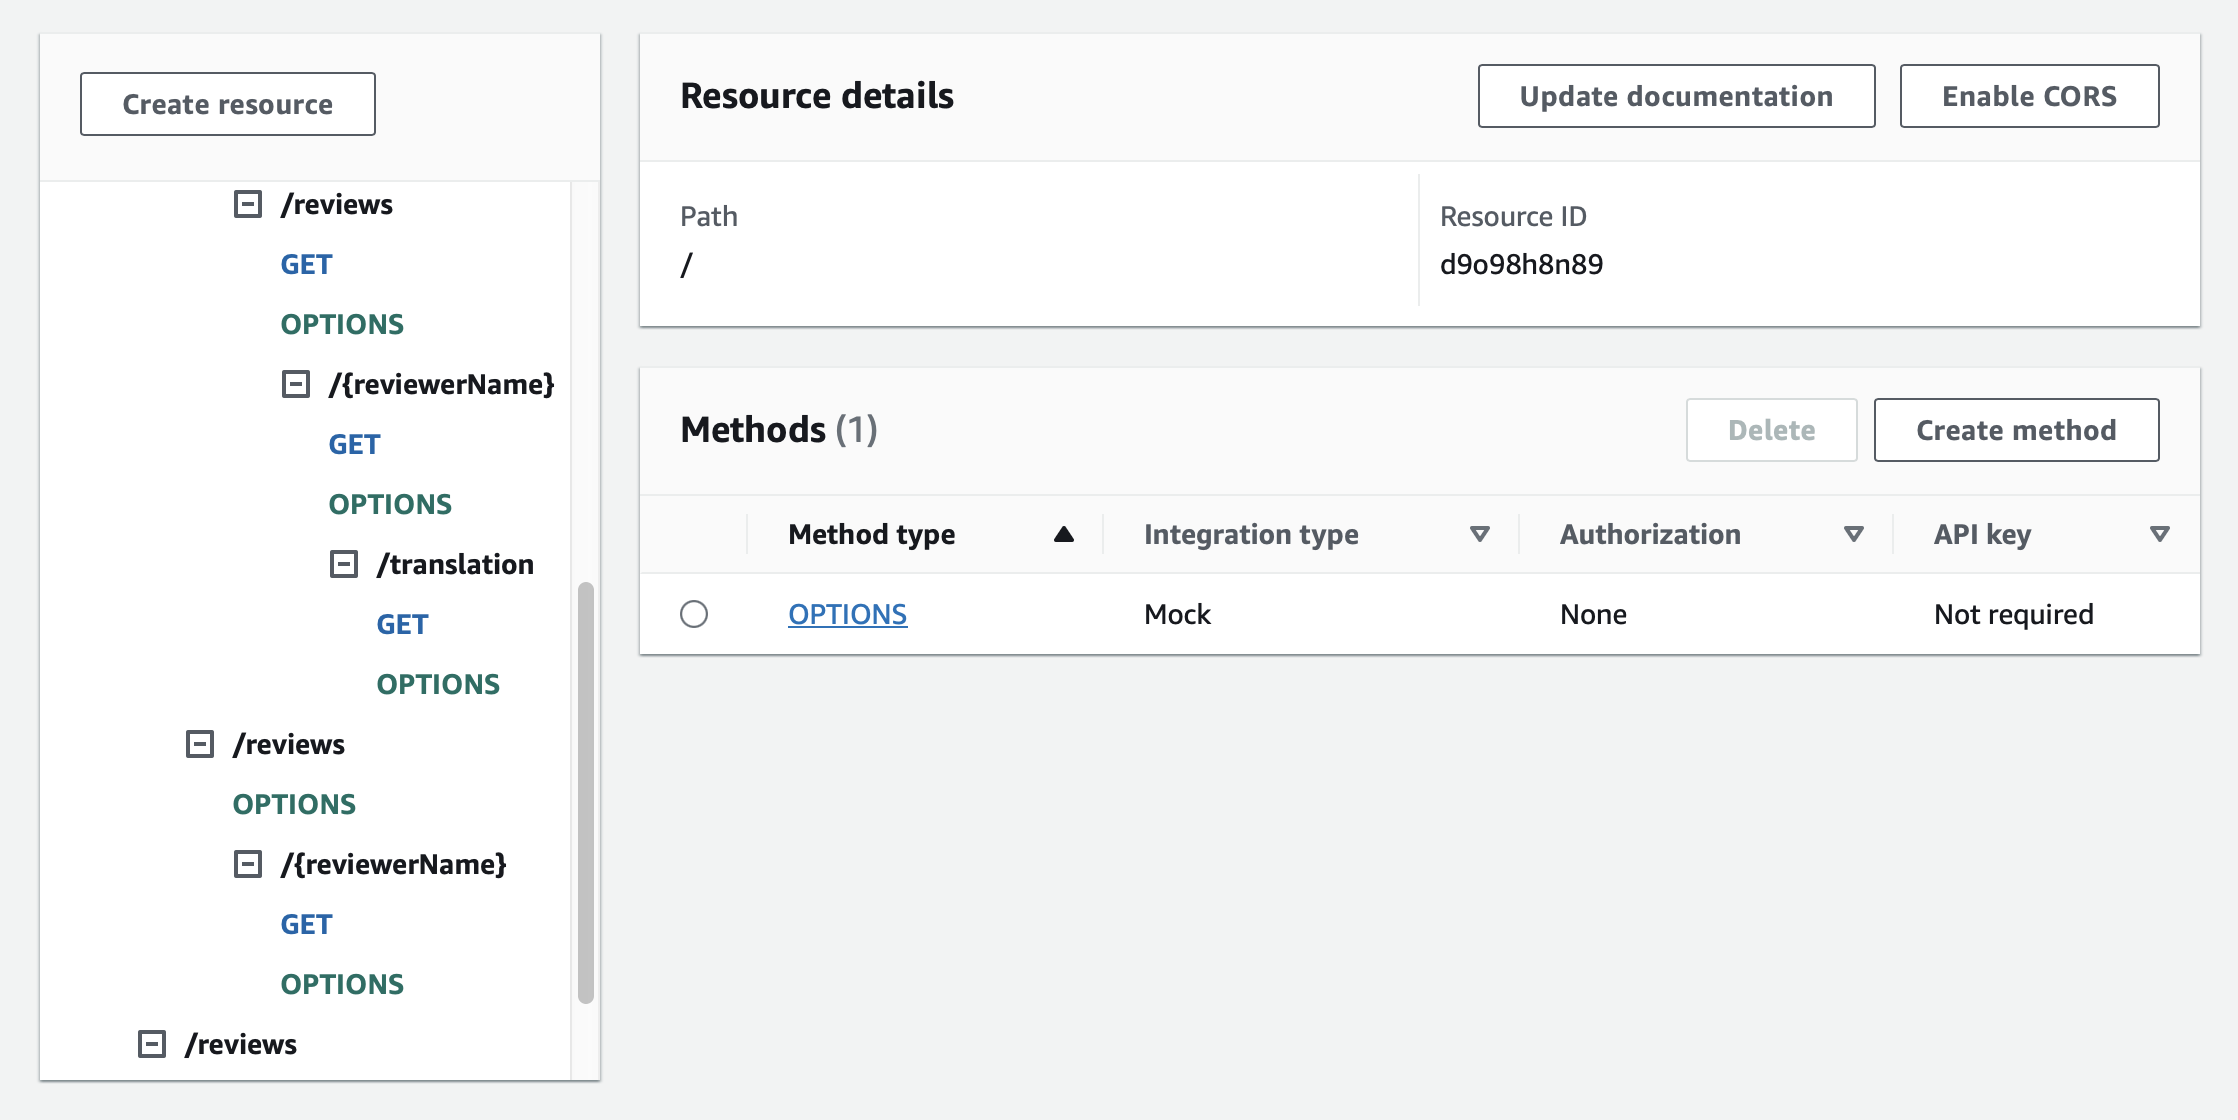 Create resource
/reviews
GET
OPTIONS
/{reviewerName}
GET
OPTIONS
/translation
GET
OPTIONS
/reviews
OPTIONS
/{reviewerName}
GET
OPTIONS
/reviews
Resource details
Update documentation
Enable CORS
Path
/
Resource ID
d9o98h8n89
Methods (1)
Delete
Create method
Method type Integration type Authorization API key
OPTIONS Mock None Not required